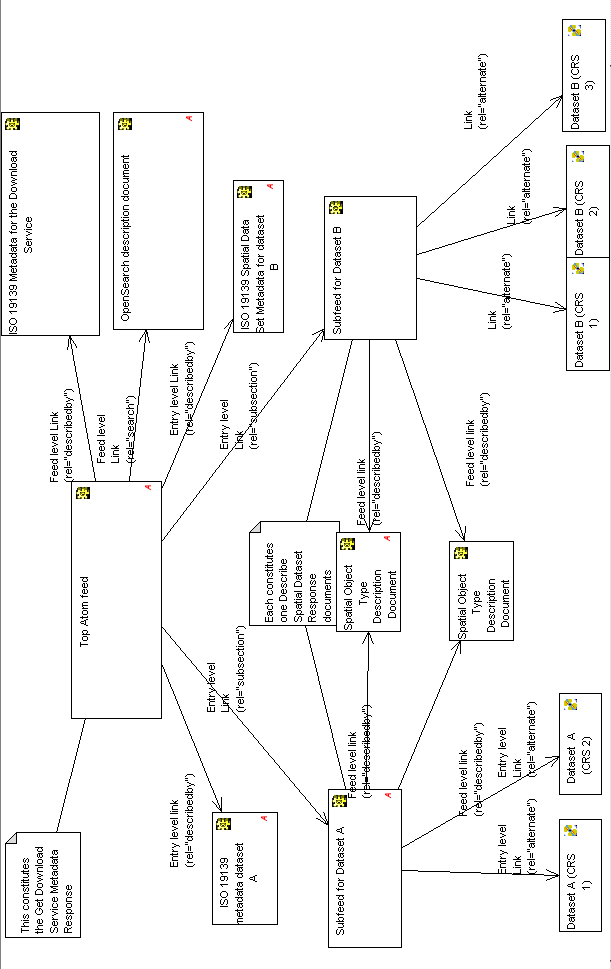 ISO 19139 Metadata for the Download
Service
OpenSearch description document
A
ISO 19139 Spatial Data
Set Metadata for dataset
B
A
Feed level Link
(rel="describedby")
Feed level
Link
(rel="search")
Entry level Link
(rel="describedby")
Entry level
Link
(rel="subsection")
Top Atom feed
A
This constitutes
the Get Download
Service Metadata
Response
Entry level link
(rel="describedby")
ISO 19139
metadata dataset
A
A
Entry level
Link
(rel="subsection")
Subfeed for Dataset B
Link
(rel="alternate")
Dataset B (CRS
3)
Link
(rel="alternate")
Dataset B (CRS
2)
Link
(rel="alternate")
Dataset B (CRS
1)
Each constitutes
one Describe
Spatial Dataset
Response
documents
Feed level link
(rel="describedby")
Spatial Object
Type
Description
Document
A
Feed level link
(rel="describedby")
Spatial Object
Type
Description
Document
Feed level link
(rel="describedby")
Feed level link
(rel="describedby")
Subfeed for Dataset A
A
Entry level
Link
(rel="alternate")
Dataset  A
(CRS 2)
Entry level
Link
(rel="alternate")
Dataset A (CRS
1)